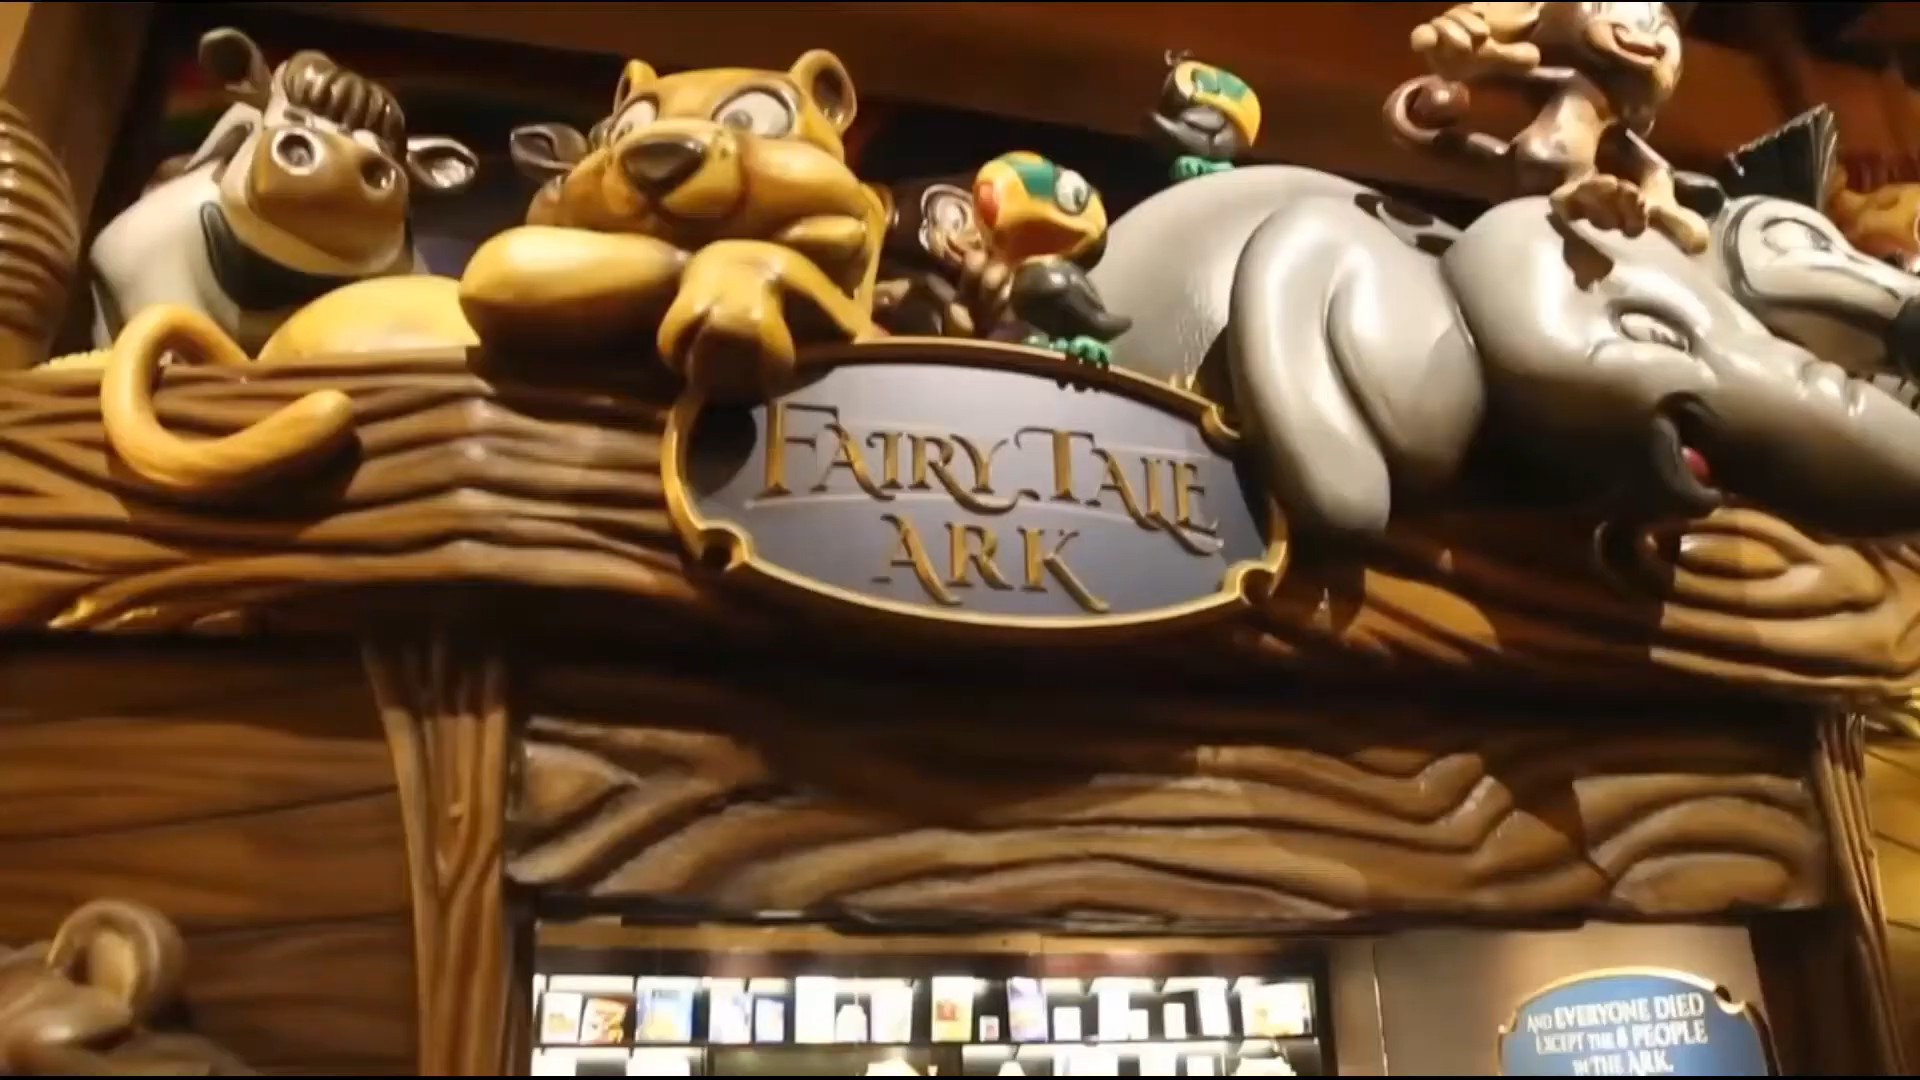 FAIRY TALE
ARK
AND EVERYONE DIED
EXCEPT THE 8 PEOPLE
IN THE ARK.